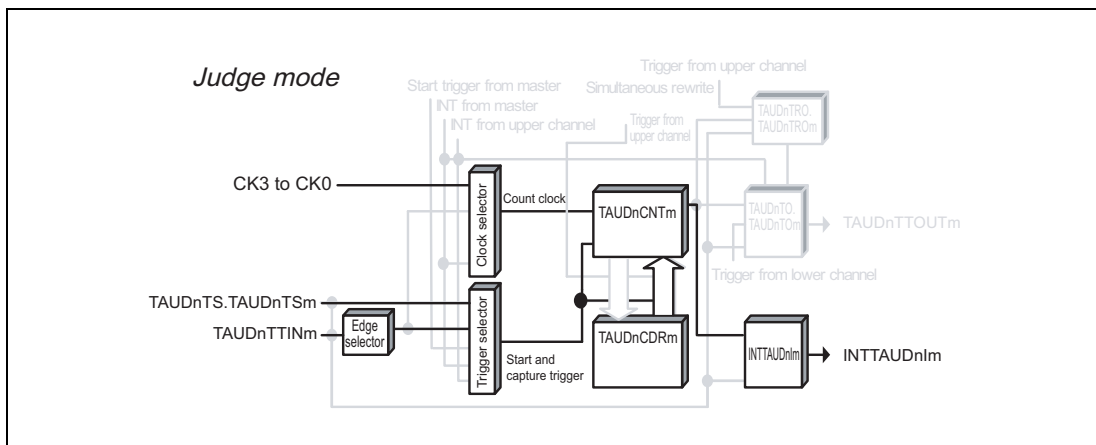 Judge mode
Trigger from upper channel
Simultaneous rewrite
Start trigger from master
INT from master
INT from upper channel
Trigger from
upper channel
TAUDnTRO.
TAUDnTROm
CK3 to CK0
Clock selector
Count clock
TAUDnCNTm
TAUDnTO.
TAUDnTOm
TAUDnTTOUTm
Trigger from lower channel
TAUDnTS.TAUDnTSm
TAUDnTTINm
Edge
selector
Trigger selector
Start and
capture trigger
TAUDnCDRm
INTTAUDnIm
INTTAUDnIm